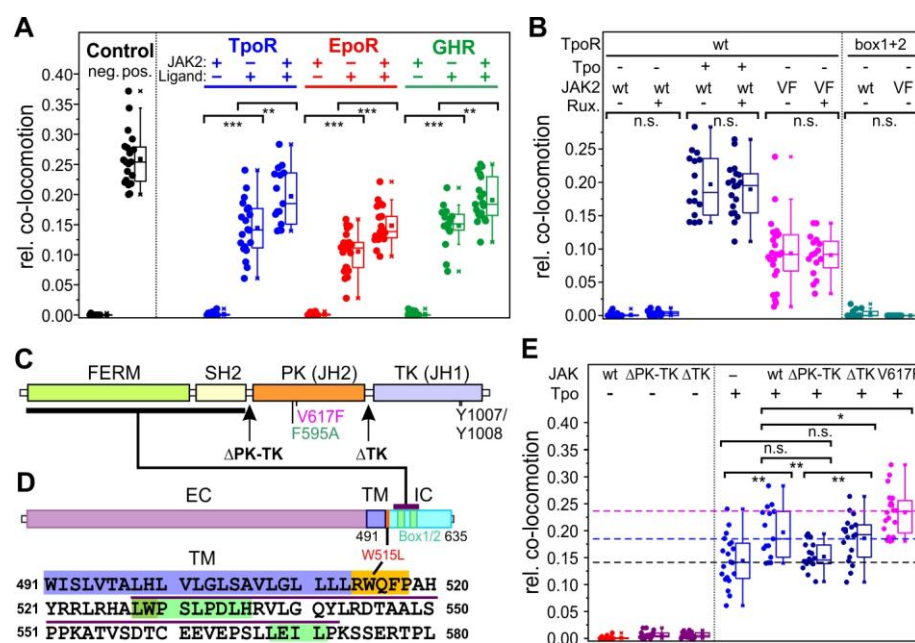 A
Control
neg. pos.
TpoR EpoR GHR
JAK2: + – + + – + + – +
Ligand: – + + – + + – + +
** ** **
*** *** ***
rel. co-locomotion
0.40
0.35
0.30
0.25
0.20
0.15
0.10
0.05
0.00
B
TpoR wt box1+2
Tpo - - + + - - - -
JAK2 wt wt wt wt VF VF wt VF
Rux. - + - + - + - -
n.s. n.s. n.s. n.s.
rel. co-locomotion
0.40
0.35
0.30
0.25
0.20
0.15
0.10
0.05
0.00
C
FERM SH2 PK (JH2) TK (JH1)
V617F
F595A
Y1007/
Y1008
ΔPK-TK ΔTK
D
EC TM IC
491 Box1/2 635
W515L
TM
491 WISLVTALHL VLGLSAVLGL LLLRWQFPAH 520
521 YRRLRHALWP SLPDLHRVLG QYLRDTAALS 550
551 PPKATVSDTC EEVEPSLLEI LPKSSERTPL 580
E
JAK wt ΔPK-TK ΔTK – wt ΔPK-TK ΔTK V617F
Tpo - - - + + + + +
*
n.s.
n.s.
**
** **
rel. co-locomotion
0.40
0.35
0.30
0.25
0.20
0.15
0.10
0.05
0.00